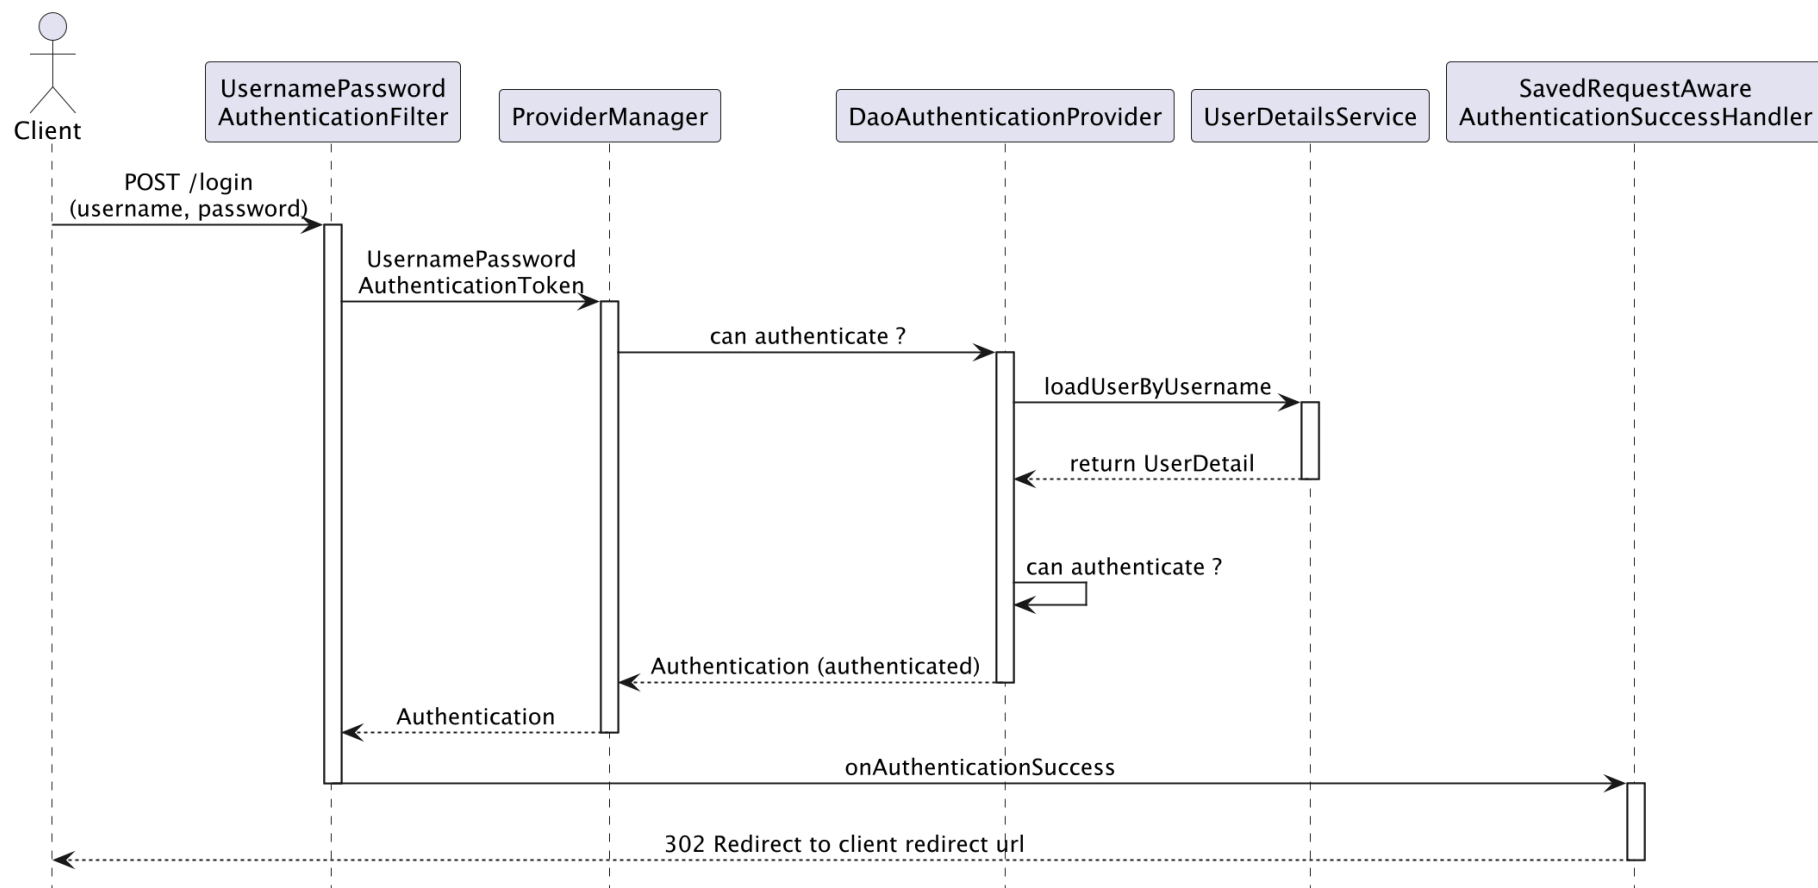 UsernamePassword
AuthenticationFilter
ProviderManager
DaoAuthenticationProvider
UserDetailsService
SavedRequestAware
AuthenticationSuccessHandler
Client
POST /login
(username, password)
UsernamePassword
AuthenticationToken
can authenticate ?
loadUserByUsername
return UserDetail
can authenticate ?
Authentication (authenticated)
Authentication
onAuthenticationSuccess
302 Redirect to client redirect url